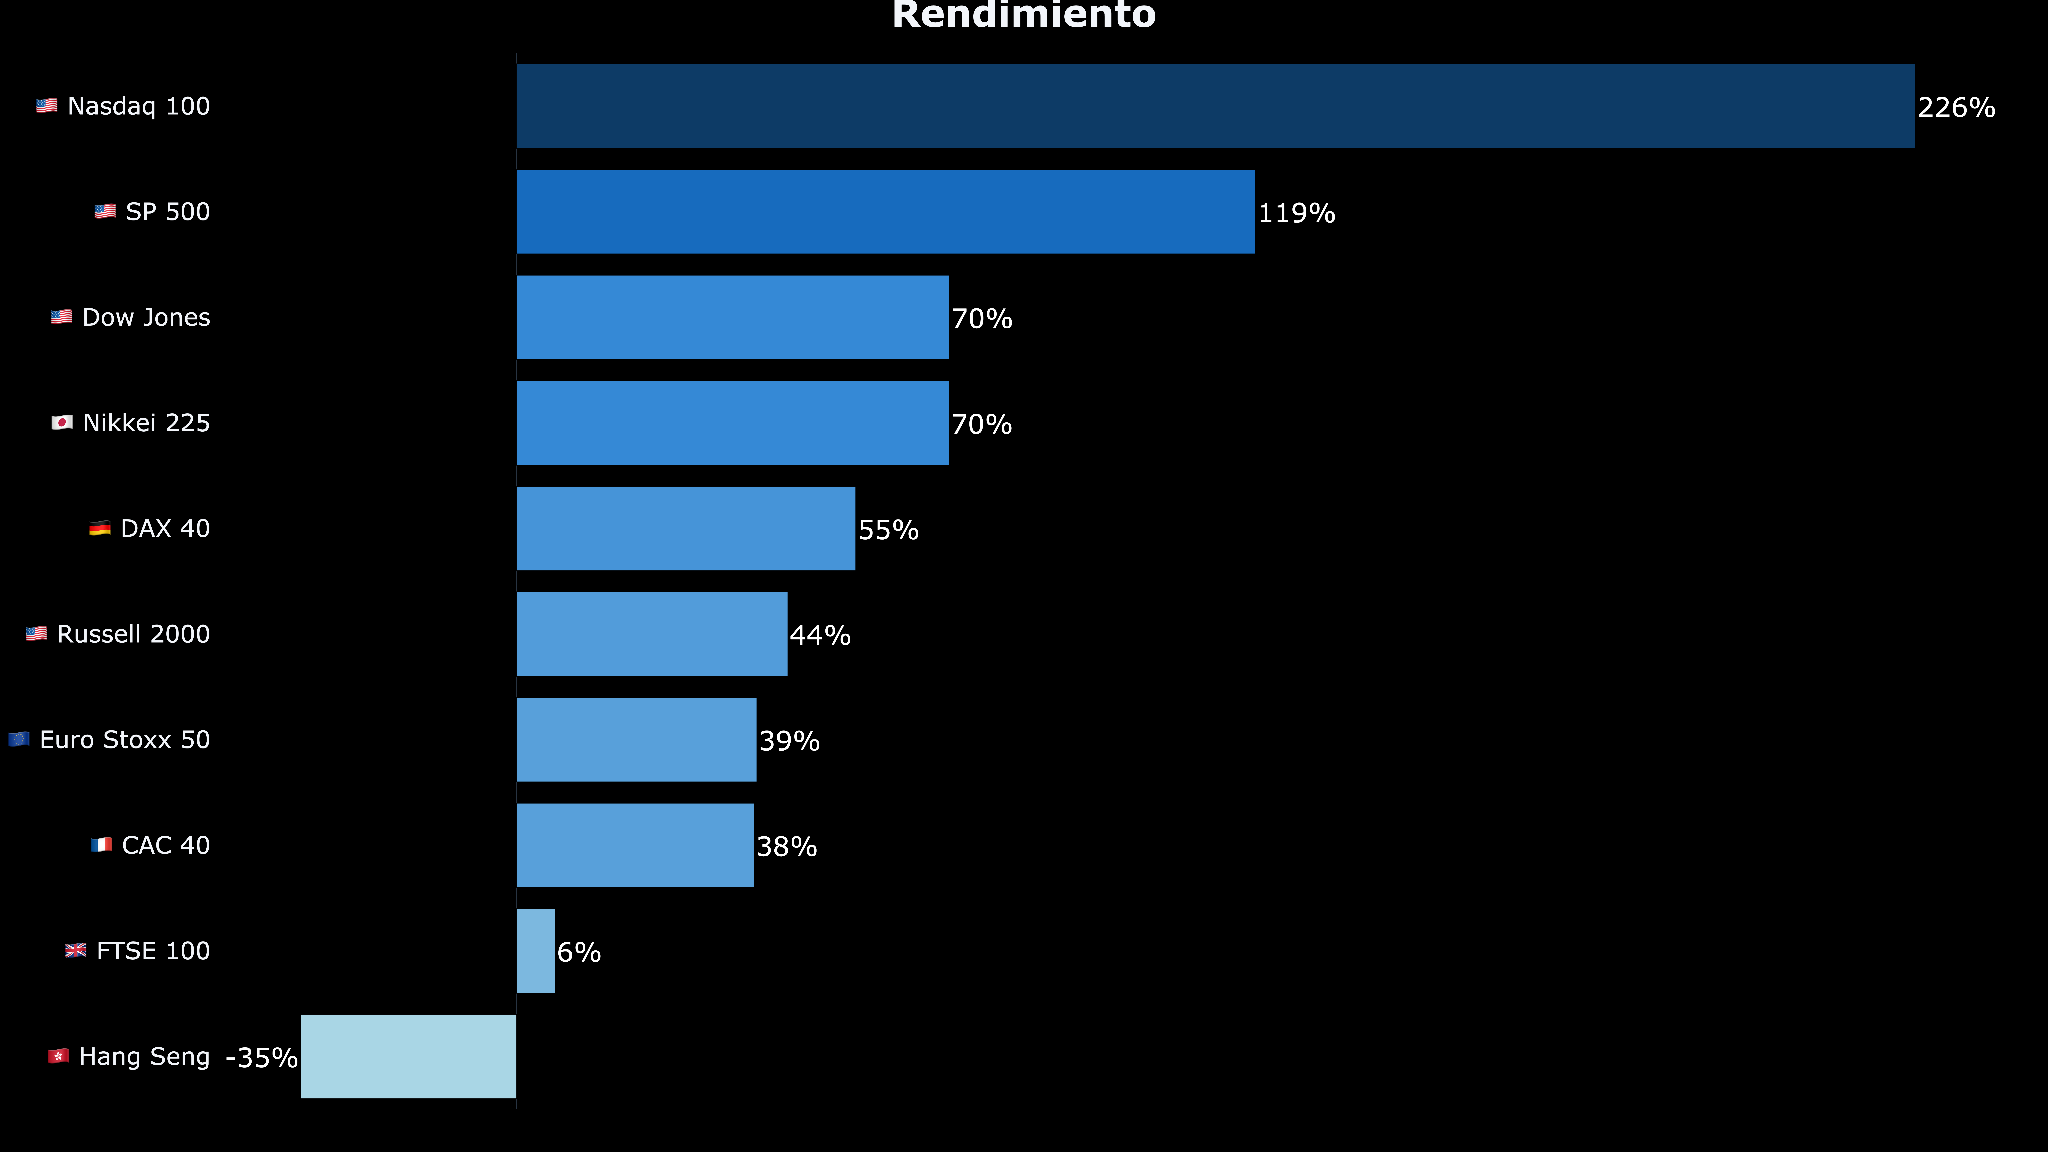 Rendimiento
Nasdaq 100 226%
SP 500 119%
Dow Jones 70%
Nikkei 225 70%
DAX 40 55%
Russell 2000 44%
Euro Stoxx 50 39%
CAC 40 38%
FTSE 100 6%
Hang Seng -35%